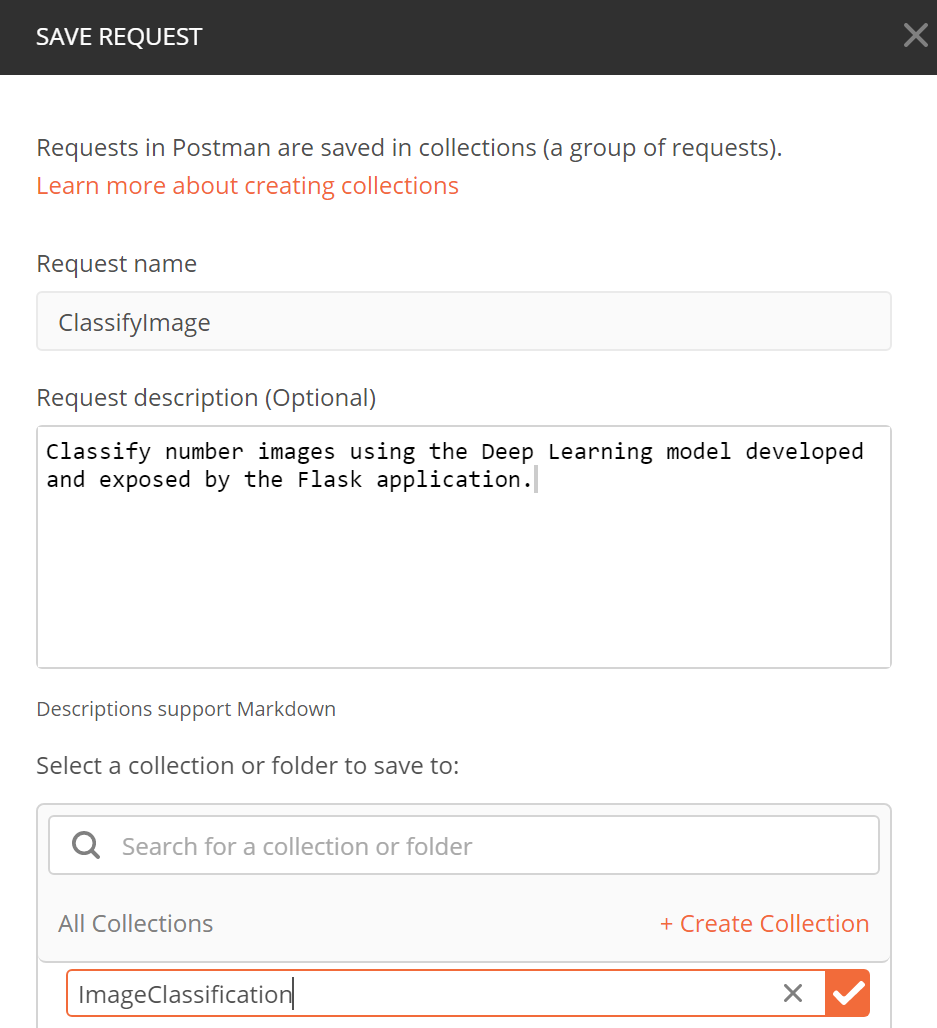 SAVE REQUEST
Requests in Postman are saved in collections (a group of requests).
Learn more about creating collections
Request name
ClassifyImage
Request description (Optional)
Classify number images using the Deep Learning model developed
and exposed by the Flask application.
Descriptions support Markdown
Select a collection or folder to save to:
Search for a collection or folder
All Collections + Create Collection
ImageClassification